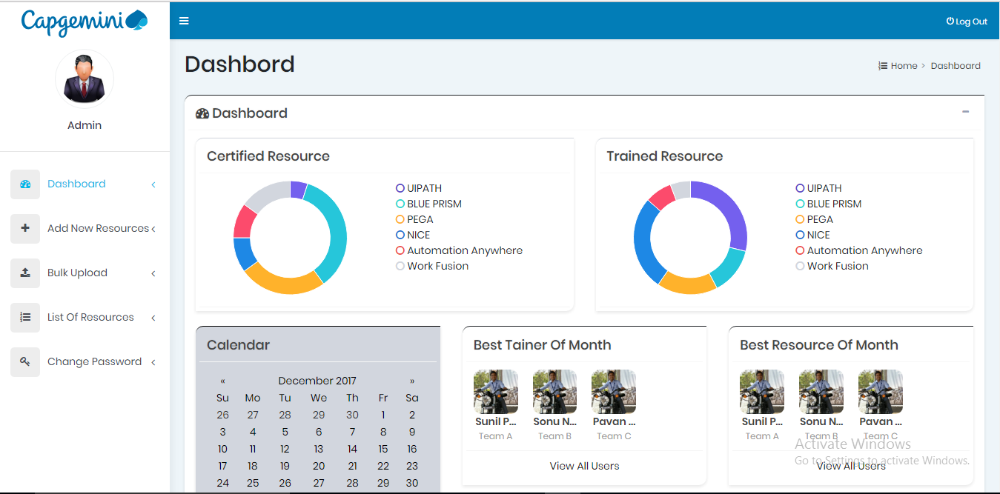 Capgemini
Log Out
Admin
Dashboard
Add New Resources
Bulk Upload
List Of Resources
Change Password
Dashbord
Home > Dashboard
Dashboard
Certified Resource
UIPATH
BLUE PRISM
PEGA
NICE
Automation Anywhere
Work Fusion
Trained Resource
UIPATH
BLUE PRISM
PEGA
NICE
Automation Anywhere
Work Fusion
Calendar
« December 2017 »
Su Mo Tu We Th Fr Sa
26 27 28 29 30 1 2
3 4 5 6 7 8 9
10 11 12 13 14 15 16
17 18 19 20 21 22 23
24 25 26 27 28 29 30
Best Tainer Of Month
Sunil P... Sonu N... Pavan ...
Team A Team B Team C
View All Users
Best Resource Of Month
Sunil P... Sonu N... Pavan ...
Team A Team B Team C
View All Users
Activate Windows
Go to Settings to activate Windows.